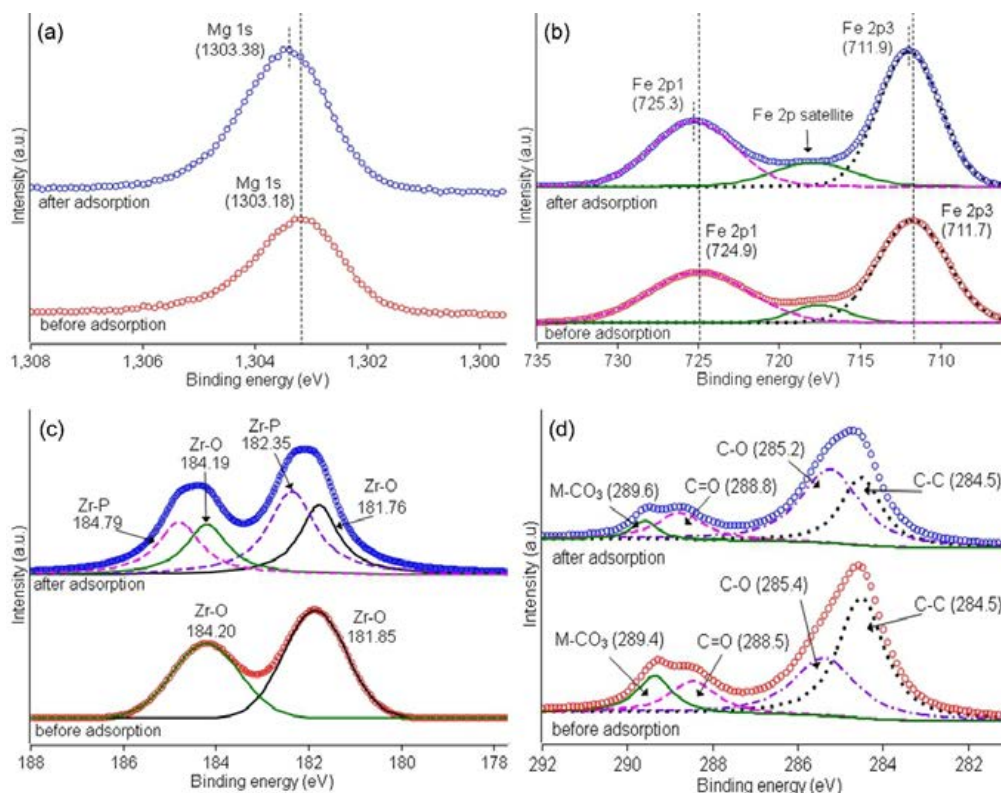 (a)
Mg 1s
(1303.38)
after adsorption
Mg 1s
(1303.18)
before adsorption
Intensity (a.u.)
1,308 1,306 1,304 1,302 1,300
Binding energy (eV)
(b)
Fe 2p3
(711.9)
Fe 2p1
(725.3)
Fe 2p satellite
after adsorption
Fe 2p1
(724.9)
Fe 2p3
(711.7)
before adsorption
Intensity (a.u.)
735 730 725 720 715 710
Binding energy (eV)
(c)
Zr-O
184.19
Zr-P
182.35
Zr-P
184.79
Zr-O
181.76
after adsorption
Zr-O
184.20
Zr-O
181.85
before adsorption
Intensity (a.u.)
188 186 184 182 180 178
Binding energy (eV)
(d)
C-O (285.2)
M-CO₃ (289.6)
C=O (288.8)
C-C (284.5)
after adsorption
C-O (285.4)
C-C (284.5)
M-CO₃ (289.4)
C=O (288.5)
before adsorption
Intensity (a.u)
292 290 288 286 284 282
Binding energy (eV)